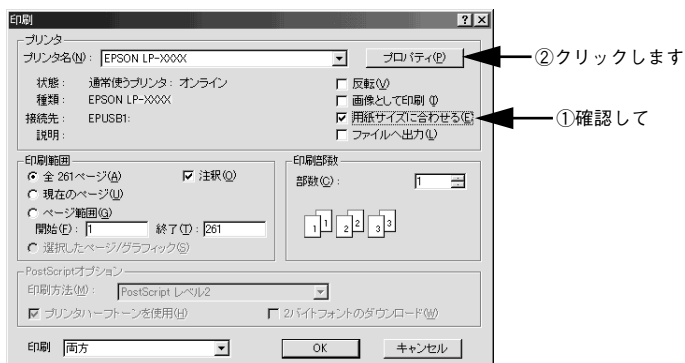 印刷
プリンタ
プリンタ名(N): EPSON LP-XXXX プロパティ(P) ②クリックします
状態: 通常使うプリンタ: オンライン 反転(V)
種類: EPSON LP-XXXX 画像として印刷(I)
接続先: EPUSB1: 用紙サイズに合わせる(E) ①確認して
説明: ファイルへ出力(L)
印刷範囲 印刷部数
全 261ページ(A) 注釈(O) 部数(C): 1
現在のページ(U)
ページ範囲(G)
開始(F): 1 終了(T): 261 1 1 2 2 3 3
選択したページ/グラフィック(S)
PostScriptオプション
印刷方法(M): PostScript レベル2
プリンタハーフトーンを使用(H) 2バイトフォントのダウンロード(W)
印刷 両方 OK キャンセル